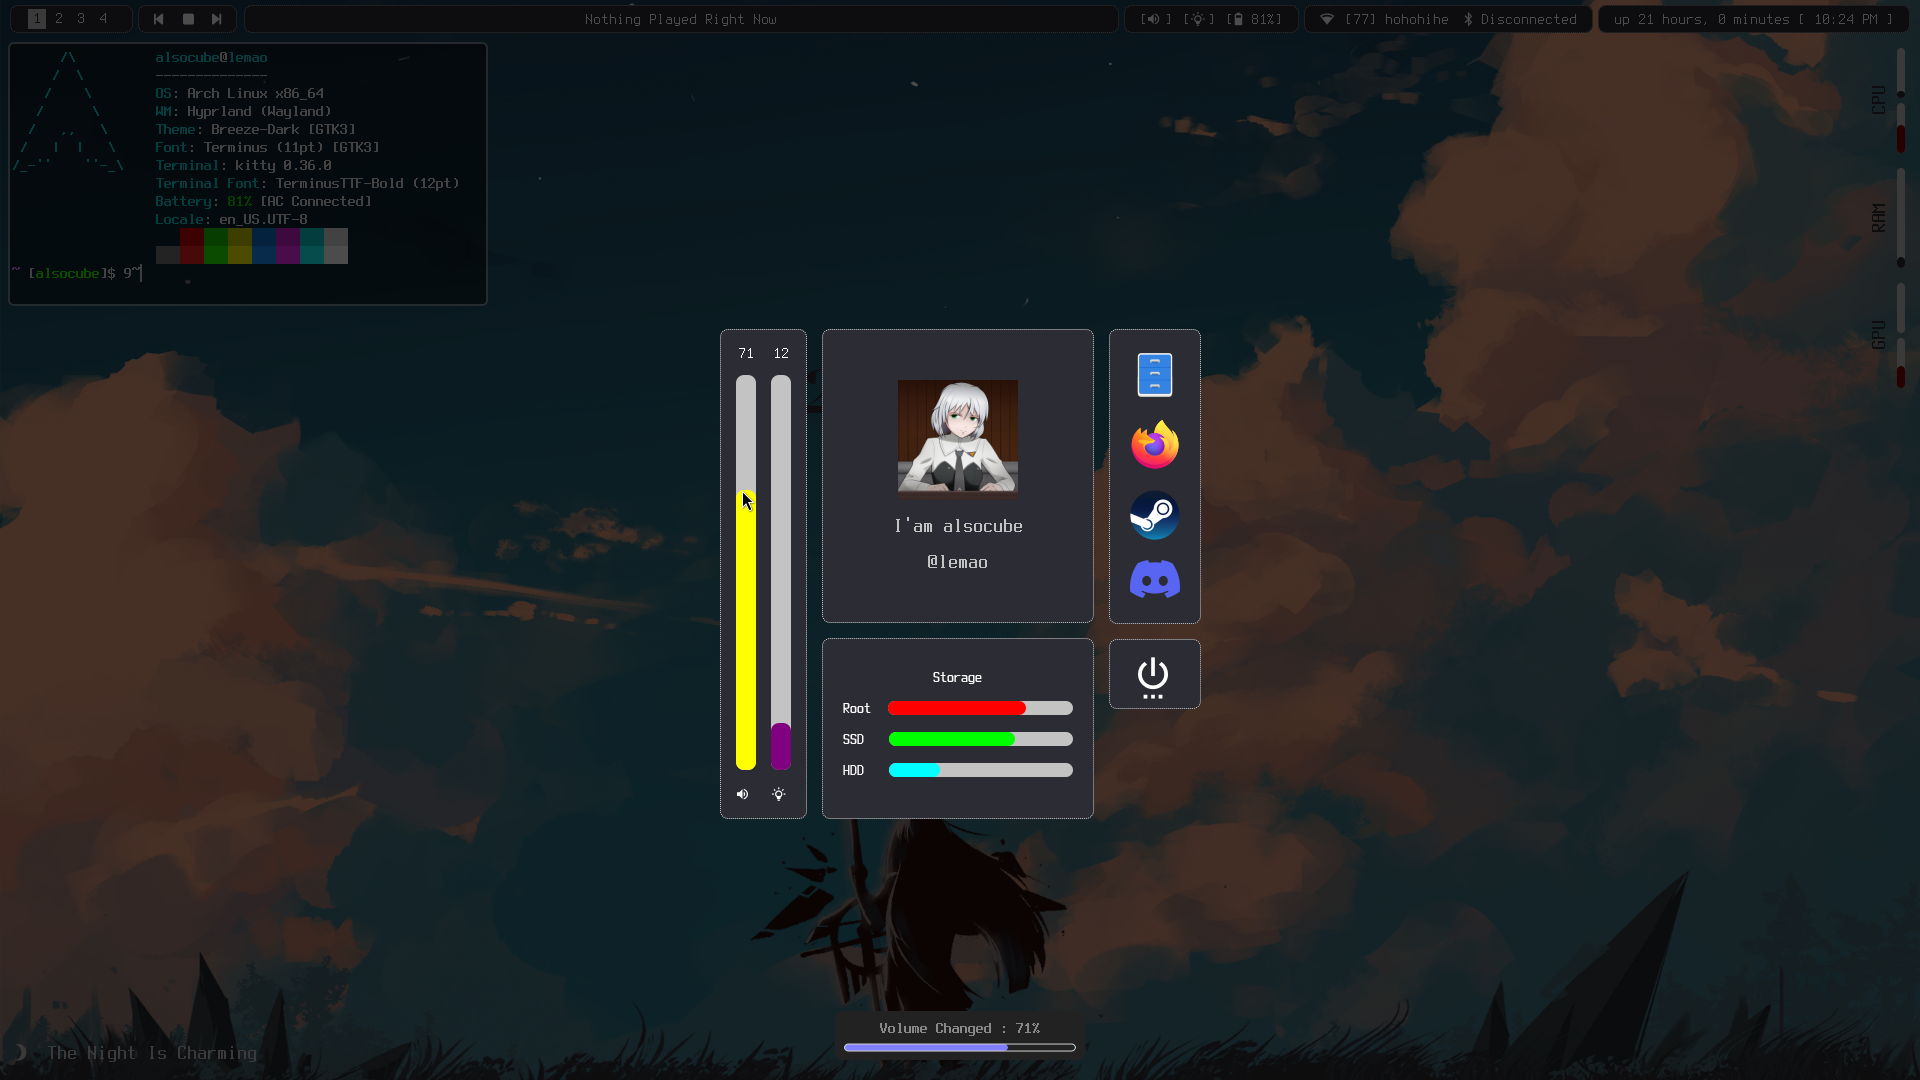 1 2 3 4
Nothing Played Right Now
[ ] [ ] [ 81%]
[77] hohohihe Disconnected
up 21 hours, 0 minutes [ 10:24 PM ]
alsocube@lemao
--------------
OS: Arch Linux x86_64
WM: Hyprland (Wayland)
Theme: Breeze-Dark [GTK3]
Font: Terminus (11pt) [GTK3]
Terminal: kitty 0.36.0
Terminal Font: TerminusTTF-Bold (12pt)
Battery: 81% [AC Connected]
Locale: en_US.UTF-8
~ [alsocube]$ 9~
CPU
RAM
GPU
71 12
I'am alsocube
@lemao
Storage
Root
SSD
HDD
Volume Changed : 71%
The Night Is Charming